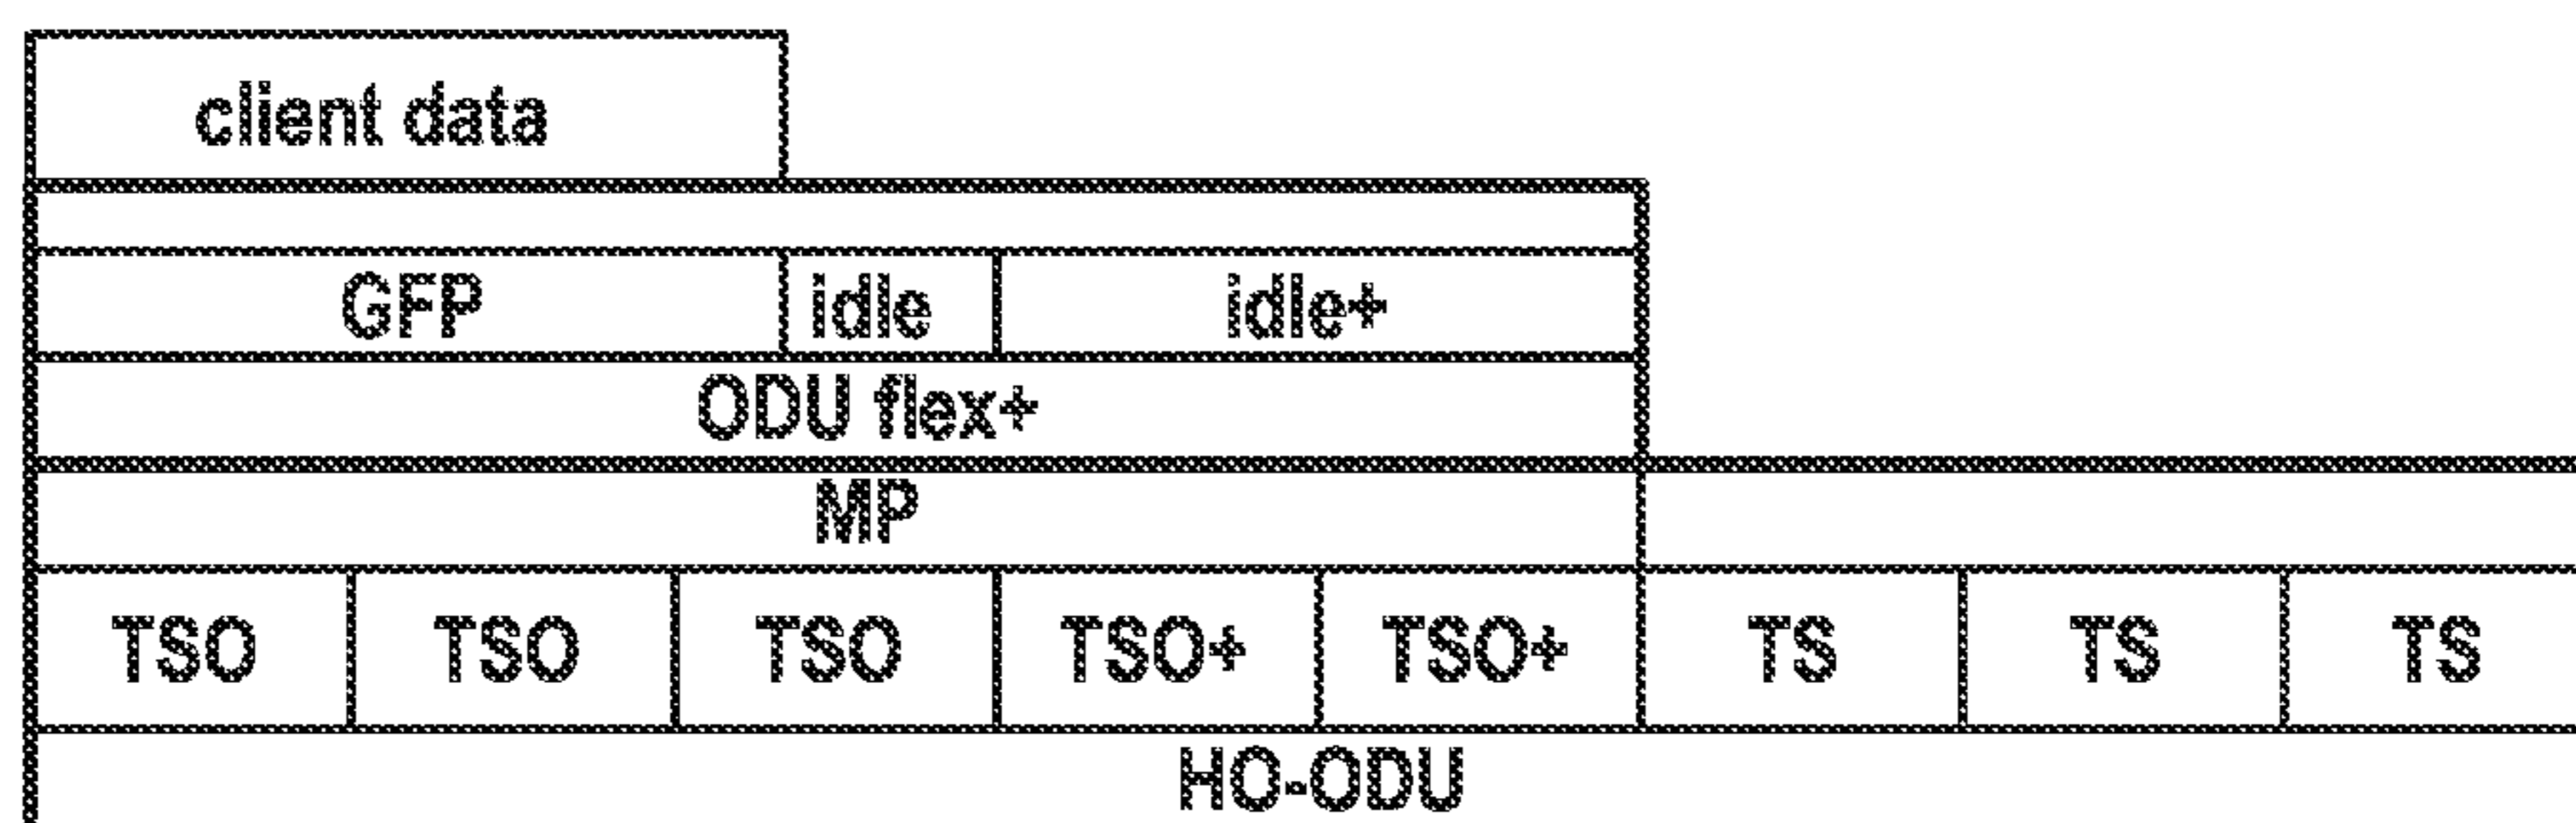 client data
GFP idle idle+
ODU flex+
MP
TSO TSO TSO TSO+ TSO+ TS TS TS
HO-ODU